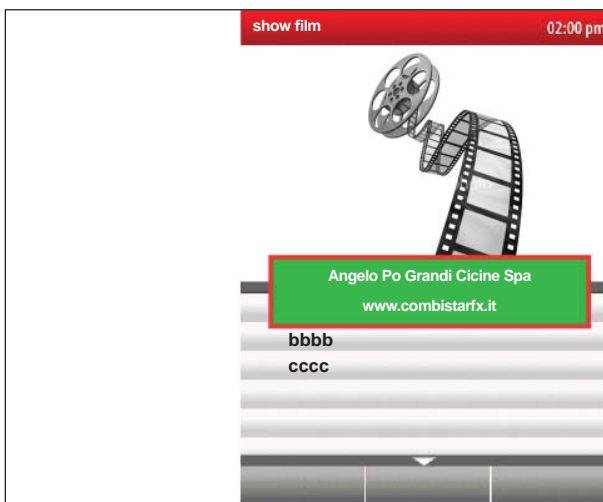 show film
02:00 pm
Angelo Po Grandi Cicine Spa
www.combistarfx.it
bbbb
cccc